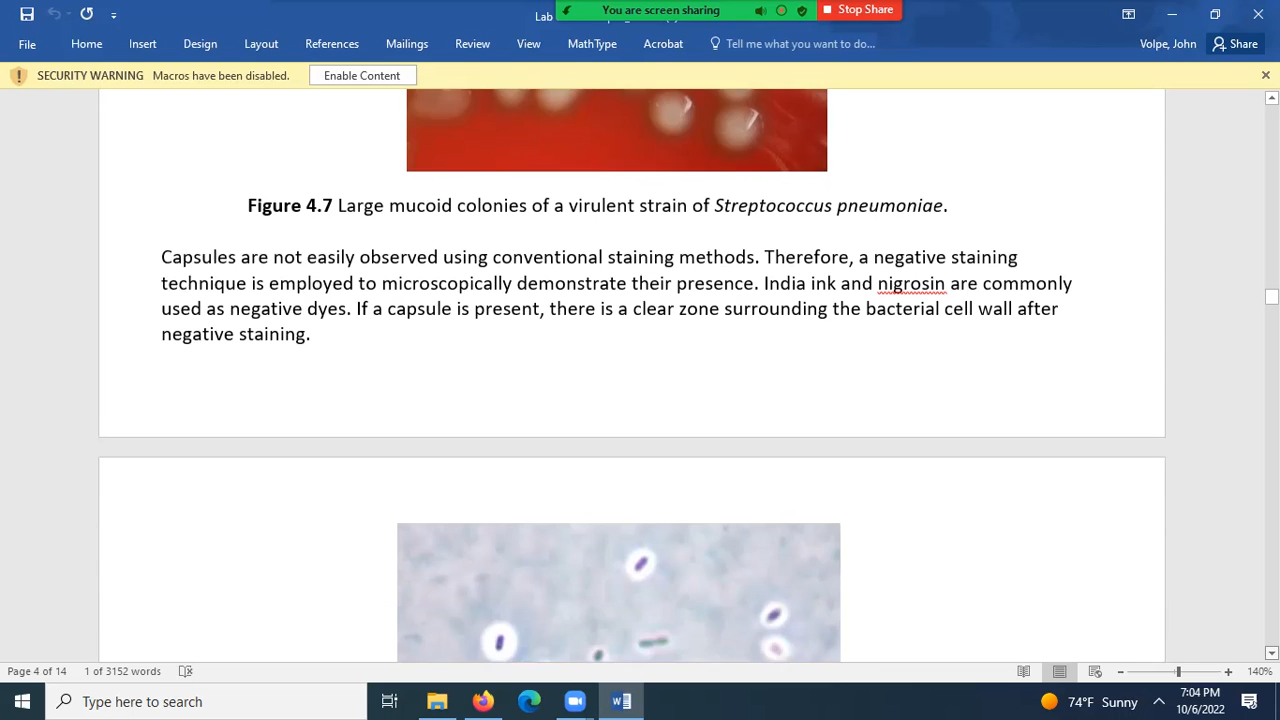 Lab
You are screen sharing
Stop Share
File Home Insert Design Layout References Mailings Review View MathType Acrobat Tell me what you want to do... Volpe, John Share
SECURITY WARNING Macros have been disabled. Enable Content
Figure 4.7 Large mucoid colonies of a virulent strain of Streptococcus pneumoniae.
Capsules are not easily observed using conventional staining methods. Therefore, a negative staining
technique is employed to microscopically demonstrate their presence. India ink and nigrosin are commonly
used as negative dyes. If a capsule is present, there is a clear zone surrounding the bacterial cell wall after
negative staining.
Page 4 of 14 1 of 3152 words 140%
Type here to search 74°F Sunny 7:04 PM
10/6/2022